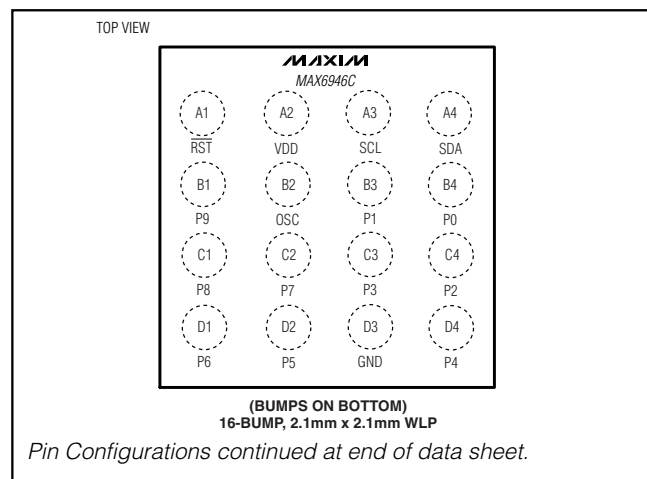 TOP VIEW
MAXIM
MAX6946C
A1 A2 A3 A4
RST VDD SCL SDA
B1 B2 B3 B4
P9 OSC P1 P0
C1 C2 C3 C4
P8 P7 P3 P2
D1 D2 D3 D4
P6 P5 GND P4
(BUMPS ON BOTTOM)
16-BUMP, 2.1mm x 2.1mm WLP
Pin Configurations continued at end of data sheet.